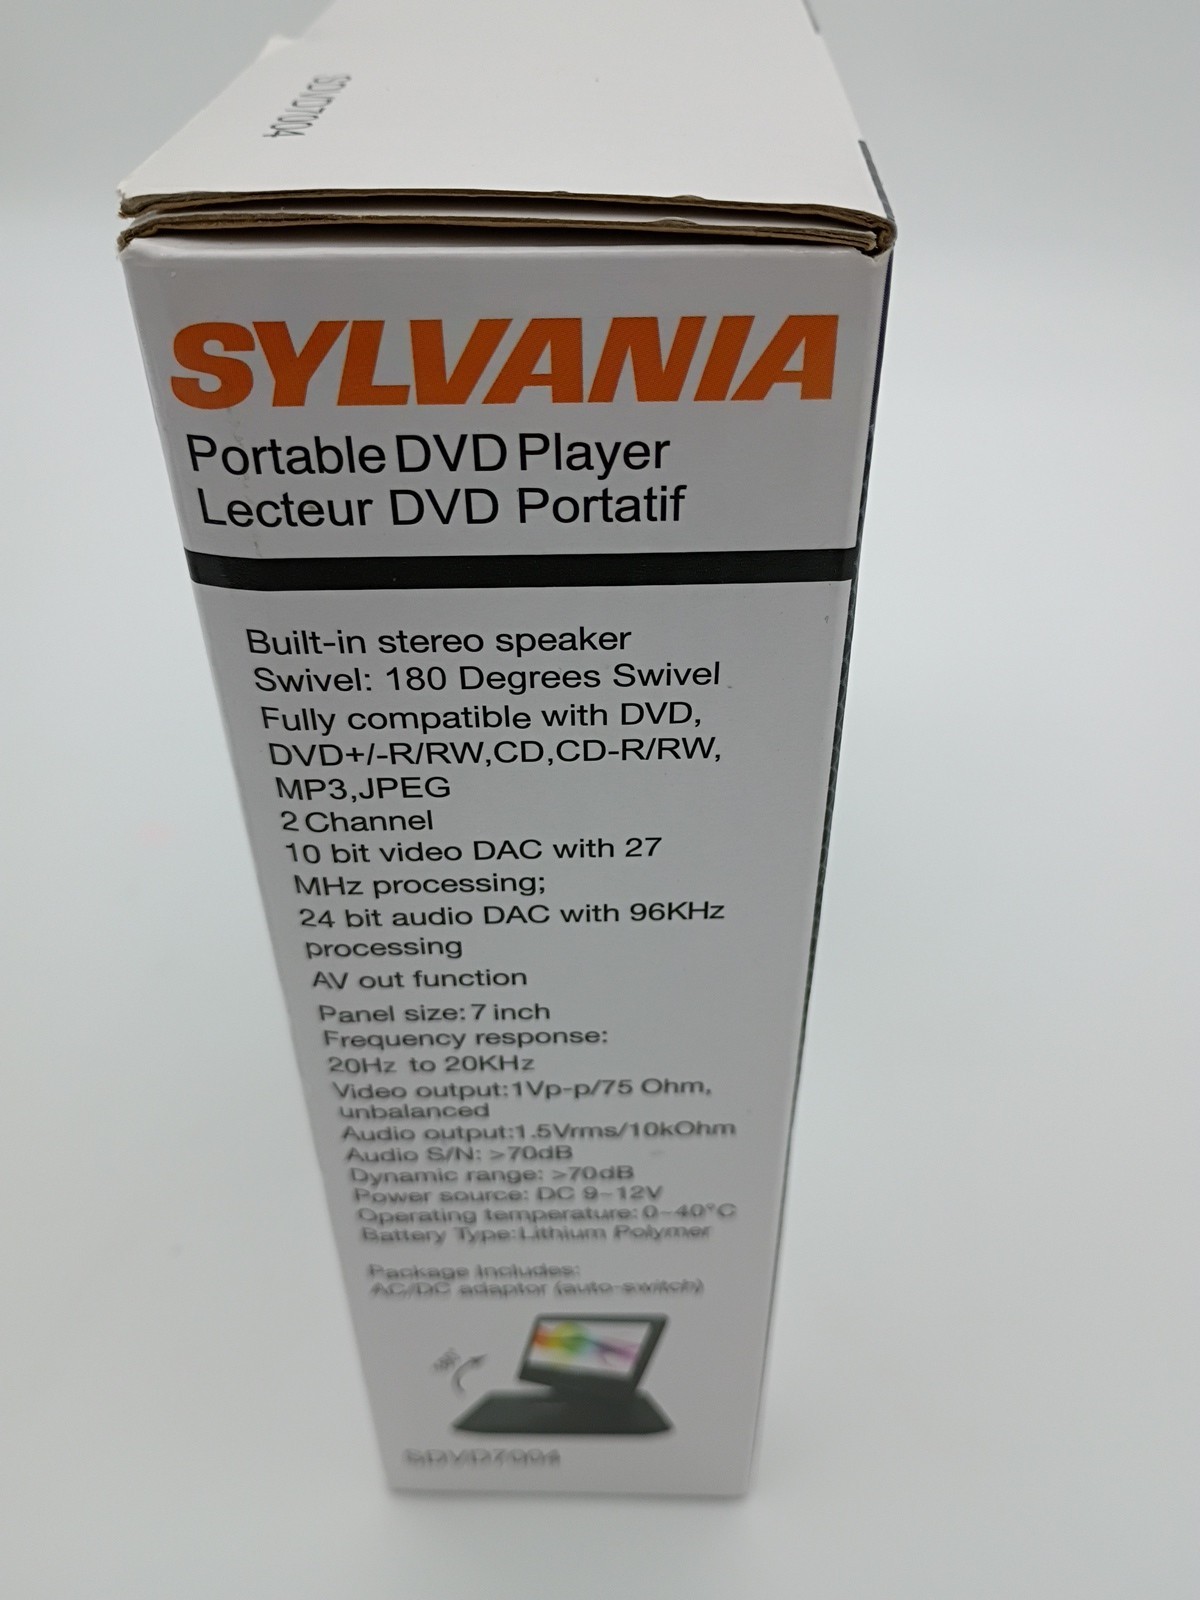 SDVD7004
SYLVANIA
Portable DVD Player
Lecteur DVD Portatif
Built-in stereo speaker
Swivel: 180 Degrees Swivel
Fully compatible with DVD,
DVD+/-R/RW,CD,CD-R/RW,
MP3,JPEG
2 Channel
10 bit video DAC with 27
MHz processing;
24 bit audio DAC with 96KHz
processing
AV out function
Panel size: 7 inch
Frequency response:
20Hz to 20KHz
Video output:1Vp-p/75 Ohm,
unbalanced
Audio output:1.5Vrms/10kOhm
Audio S/N: >70dB
Dynamic range: >70dB
Power source: DC 9-12V
Operating temperature: 0-40°C
Battery Type:Lithium Polymer
Package Includes:
AC/DC adaptor (auto-switch)
SDVD7004